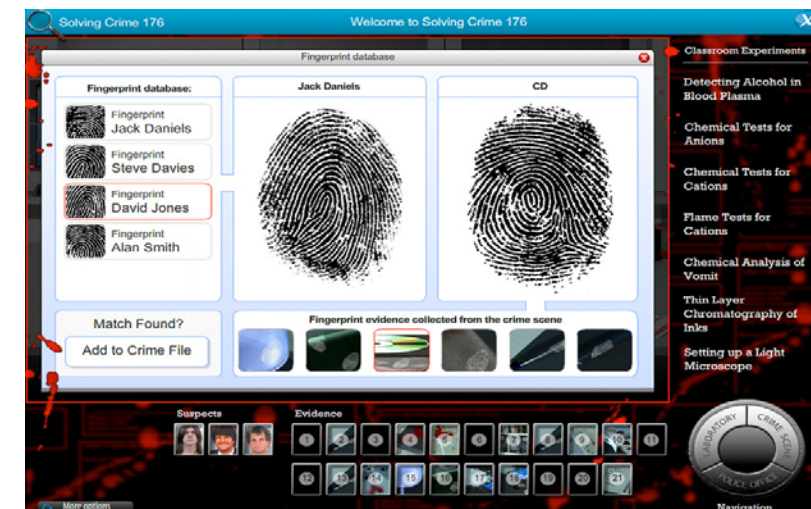 Solving Crime 176
Welcome to Solving Crime 176
X
Fingerprint database
Fingerprint database:
Fingerprint
Jack Daniels
Fingerprint
Steve Davies
Fingerprint
David Jones
Fingerprint
Alan Smith
Jack Daniels
CD
Match Found?
Add to Crime File
Fingerprint evidence collected from the crime scene
Classroom Experiments
Detecting Alcohol in
Blood Plasma
Chemical Tests for
Anions
Chemical Tests for
Cations
Flame Tests for
Cations
Chemical Analysis of
Vomit
Thin Layer
Chromatography of
Inks
Setting up a Light
Microscope
Suspects
Evidence
1 2 3 4 5 6 7 8 9 10 11
12 13 14 15 16 17 18 19 20 21
LABORATORY
CRIME SCENE
POLICE OFFICE
Navigation
More options